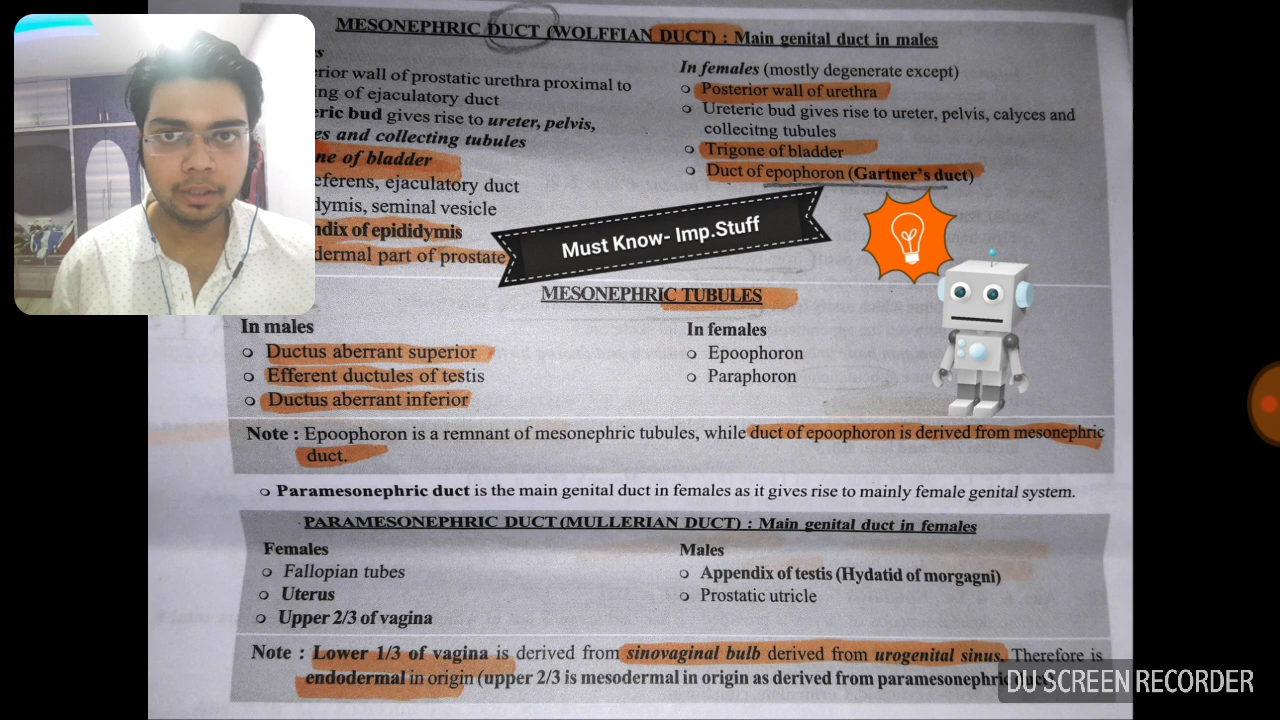 MESONEPHRIC DUCT (WOLFFIAN DUCT) : Main genital duct in males
rior wall of prostatic urethra proximal to
ing of ejaculatory duct
eric bud gives rise to ureter, pelvis,
es and collecting tubules
ne of bladder
eferens, ejaculatory duct
dymis, seminal vesicle
ndix of epididymis
dermal part of prostate
In females (mostly degenerate except)
Posterior wall of urethra
Ureteric bud gives rise to ureter, pelvis, calyces and
collecitng tubules
Trigone of bladder
Duct of epophoron (Gartner's duct)
Must Know- Imp.Stuff
MESONEPHRIC TUBULES
In males
Ductus aberrant superior
Efferent ductules of testis
Ductus aberrant inferior
In females
Epoophoron
Paraphoron
Note : Epoophoron is a remnant of mesonephric tubules, while duct of epoophoron is derived from mesonephric
duct.
Paramesonephric duct is the main genital duct in females as it gives rise to mainly female genital system.
PARAMESONEPHRIC DUCT (MULLERIAN DUCT) : Main genital duct in females
Females
Fallopian tubes
Uterus
Upper 2/3 of vagina
Males
Appendix of testis (Hydatid of morgagni)
Prostatic utricle
Note : Lower 1/3 of vagina is derived from sinovaginal bulb derived from urogenital sinus. Therefore is
endodermal in origin (upper 2/3 is mesodermal in origin as derived from paramesonephric
DU SCREEN RECORDER